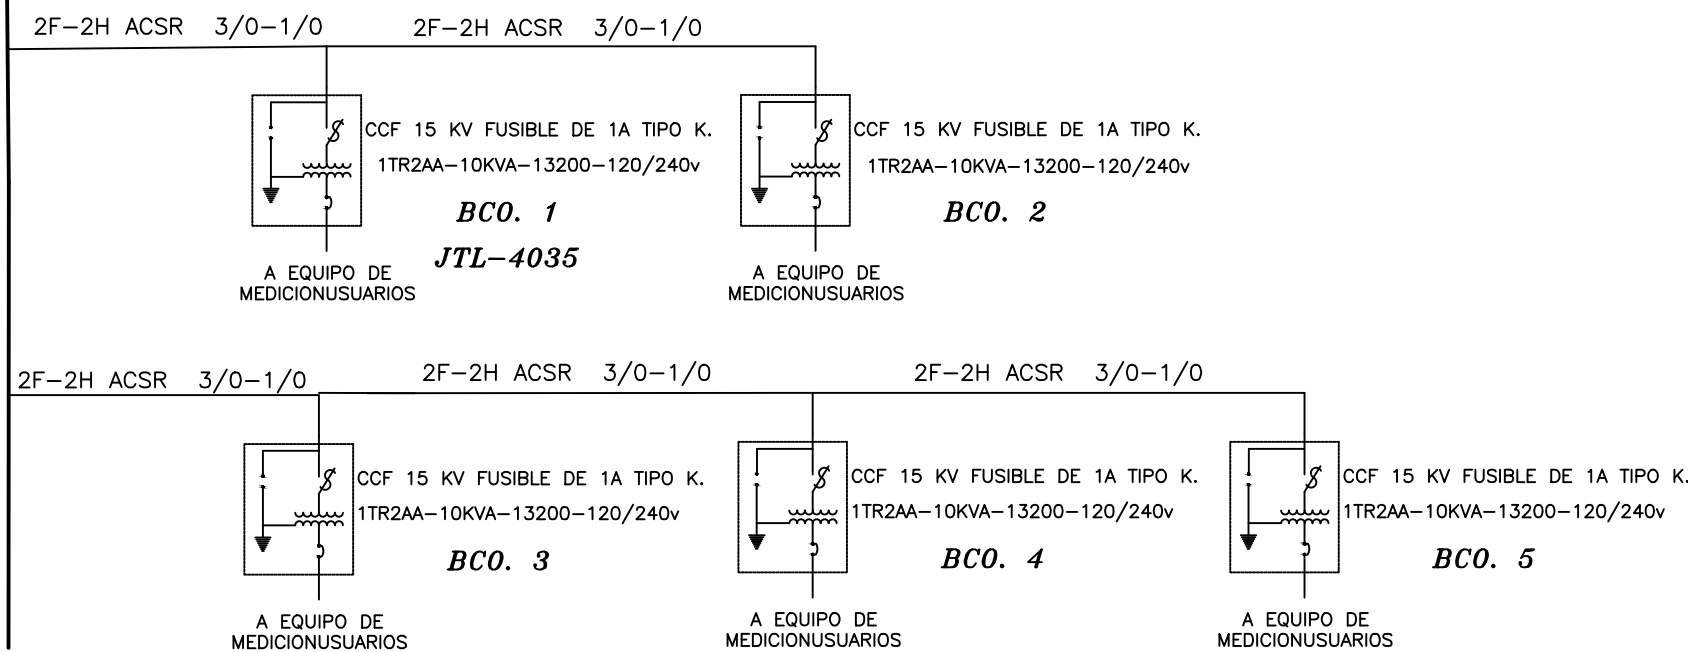 2F-2H ACSR 3/0-1/0
2F-2H ACSR 3/0-1/0
CCF 15 KV FUSIBLE DE 1A TIPO K.
1TR2AA-10KVA-13200-120/240v
BCO. 1
JTL-4035
A EQUIPO DE
MEDICIONUSUARIOS
CCF 15 KV FUSIBLE DE 1A TIPO K.
1TR2AA-10KVA-13200-120/240v
BCO. 2
A EQUIPO DE
MEDICIONUSUARIOS
2F-2H ACSR 3/0-1/0
2F-2H ACSR 3/0-1/0
2F-2H ACSR 3/0-1/0
CCF 15 KV FUSIBLE DE 1A TIPO K.
1TR2AA-10KVA-13200-120/240v
BCO. 3
A EQUIPO DE
MEDICIONUSUARIOS
CCF 15 KV FUSIBLE DE 1A TIPO K.
1TR2AA-10KVA-13200-120/240v
BCO. 4
A EQUIPO DE
MEDICIONUSUARIOS
CCF 15 KV FUSIBLE DE 1A TIPO K.
1TR2AA-10KVA-13200-120/240v
BCO. 5
A EQUIPO DE
MEDICIONUSUARIOS